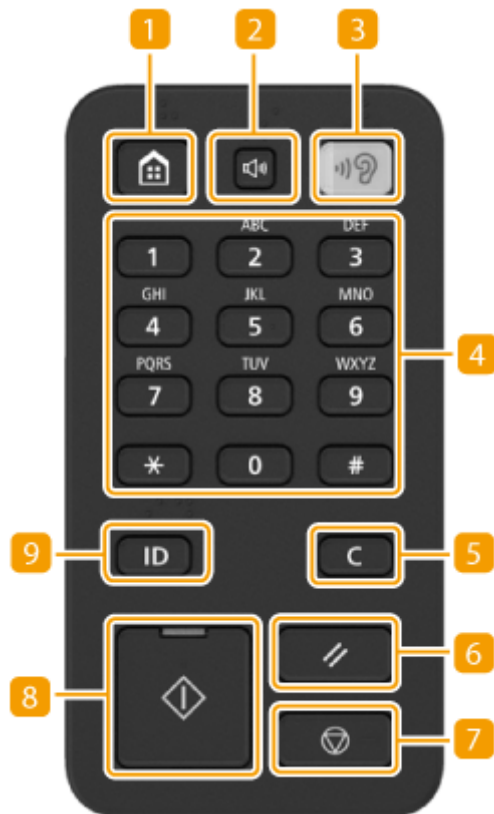 1 2 3
ABC DEF
1 2 3
GHI JKL MNO
4 5 6
4
PQRS TUV WXYZ
7 8 9
* 0 #
9 ID C 5
6
8
7